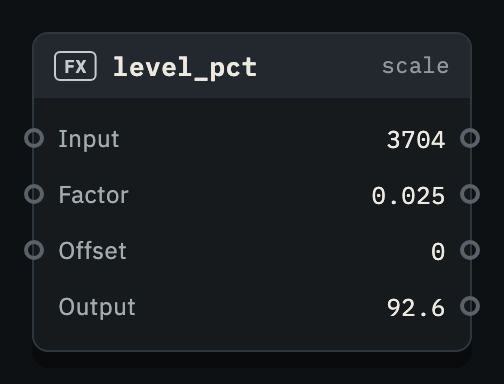 FX level_pct scale
Input 3704
Factor 0.025
Offset 0
Output 92.6